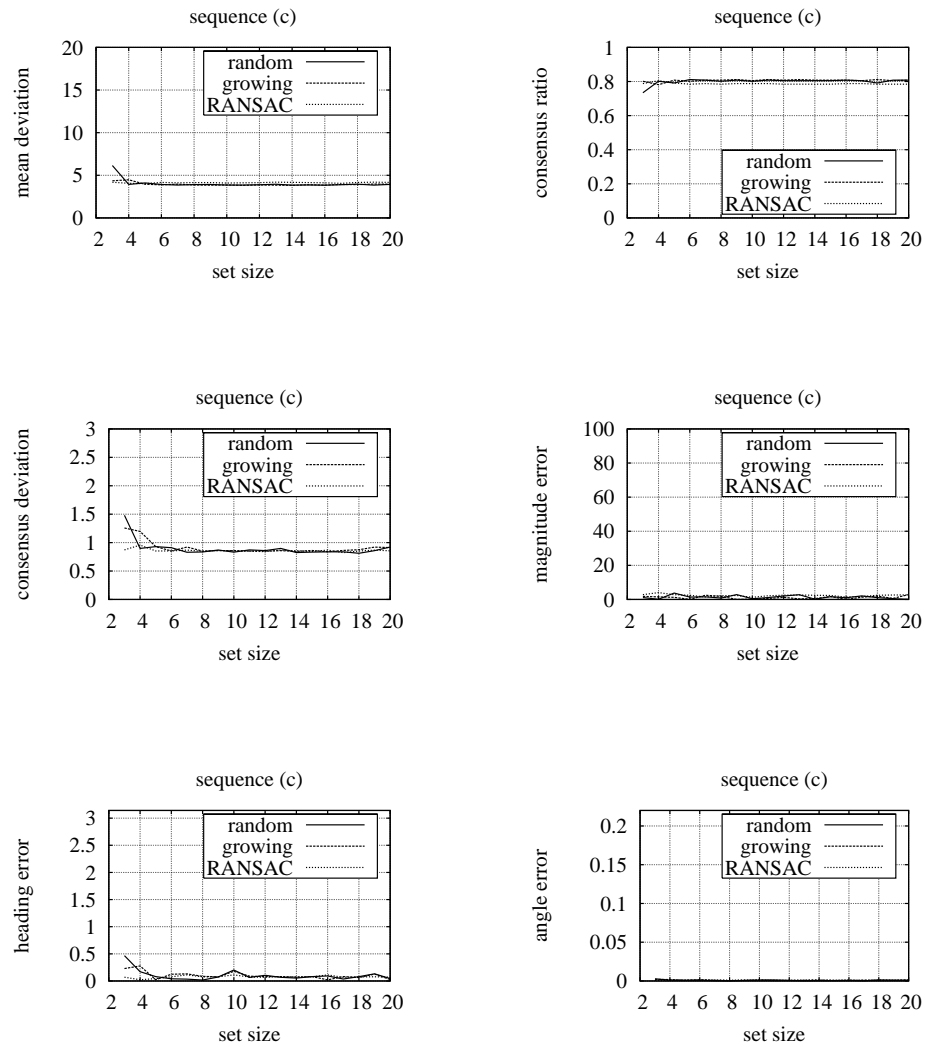 sequence (c)
mean deviation
20
15
10
5
0
random
growing
RANSAC
2 4 6 8 10 12 14 16 18 20
set size
sequence (c)
consensus ratio
1
0.8
0.6
0.4
0.2
0
random
growing
RANSAC
2 4 6 8 10 12 14 16 18 20
set size
sequence (c)
consensus deviation
3
2.5
2
1.5
1
0.5
0
random
growing
RANSAC
2 4 6 8 10 12 14 16 18 20
set size
sequence (c)
magnitude error
100
80
60
40
20
0
random
growing
RANSAC
2 4 6 8 10 12 14 16 18 20
set size
sequence (c)
heading error
3
2.5
2
1.5
1
0.5
0
random
growing
RANSAC
2 4 6 8 10 12 14 16 18 20
set size
sequence (c)
angle error
0.2
0.15
0.1
0.05
0
random
growing
RANSAC
2 4 6 8 10 12 14 16 18 20
set size